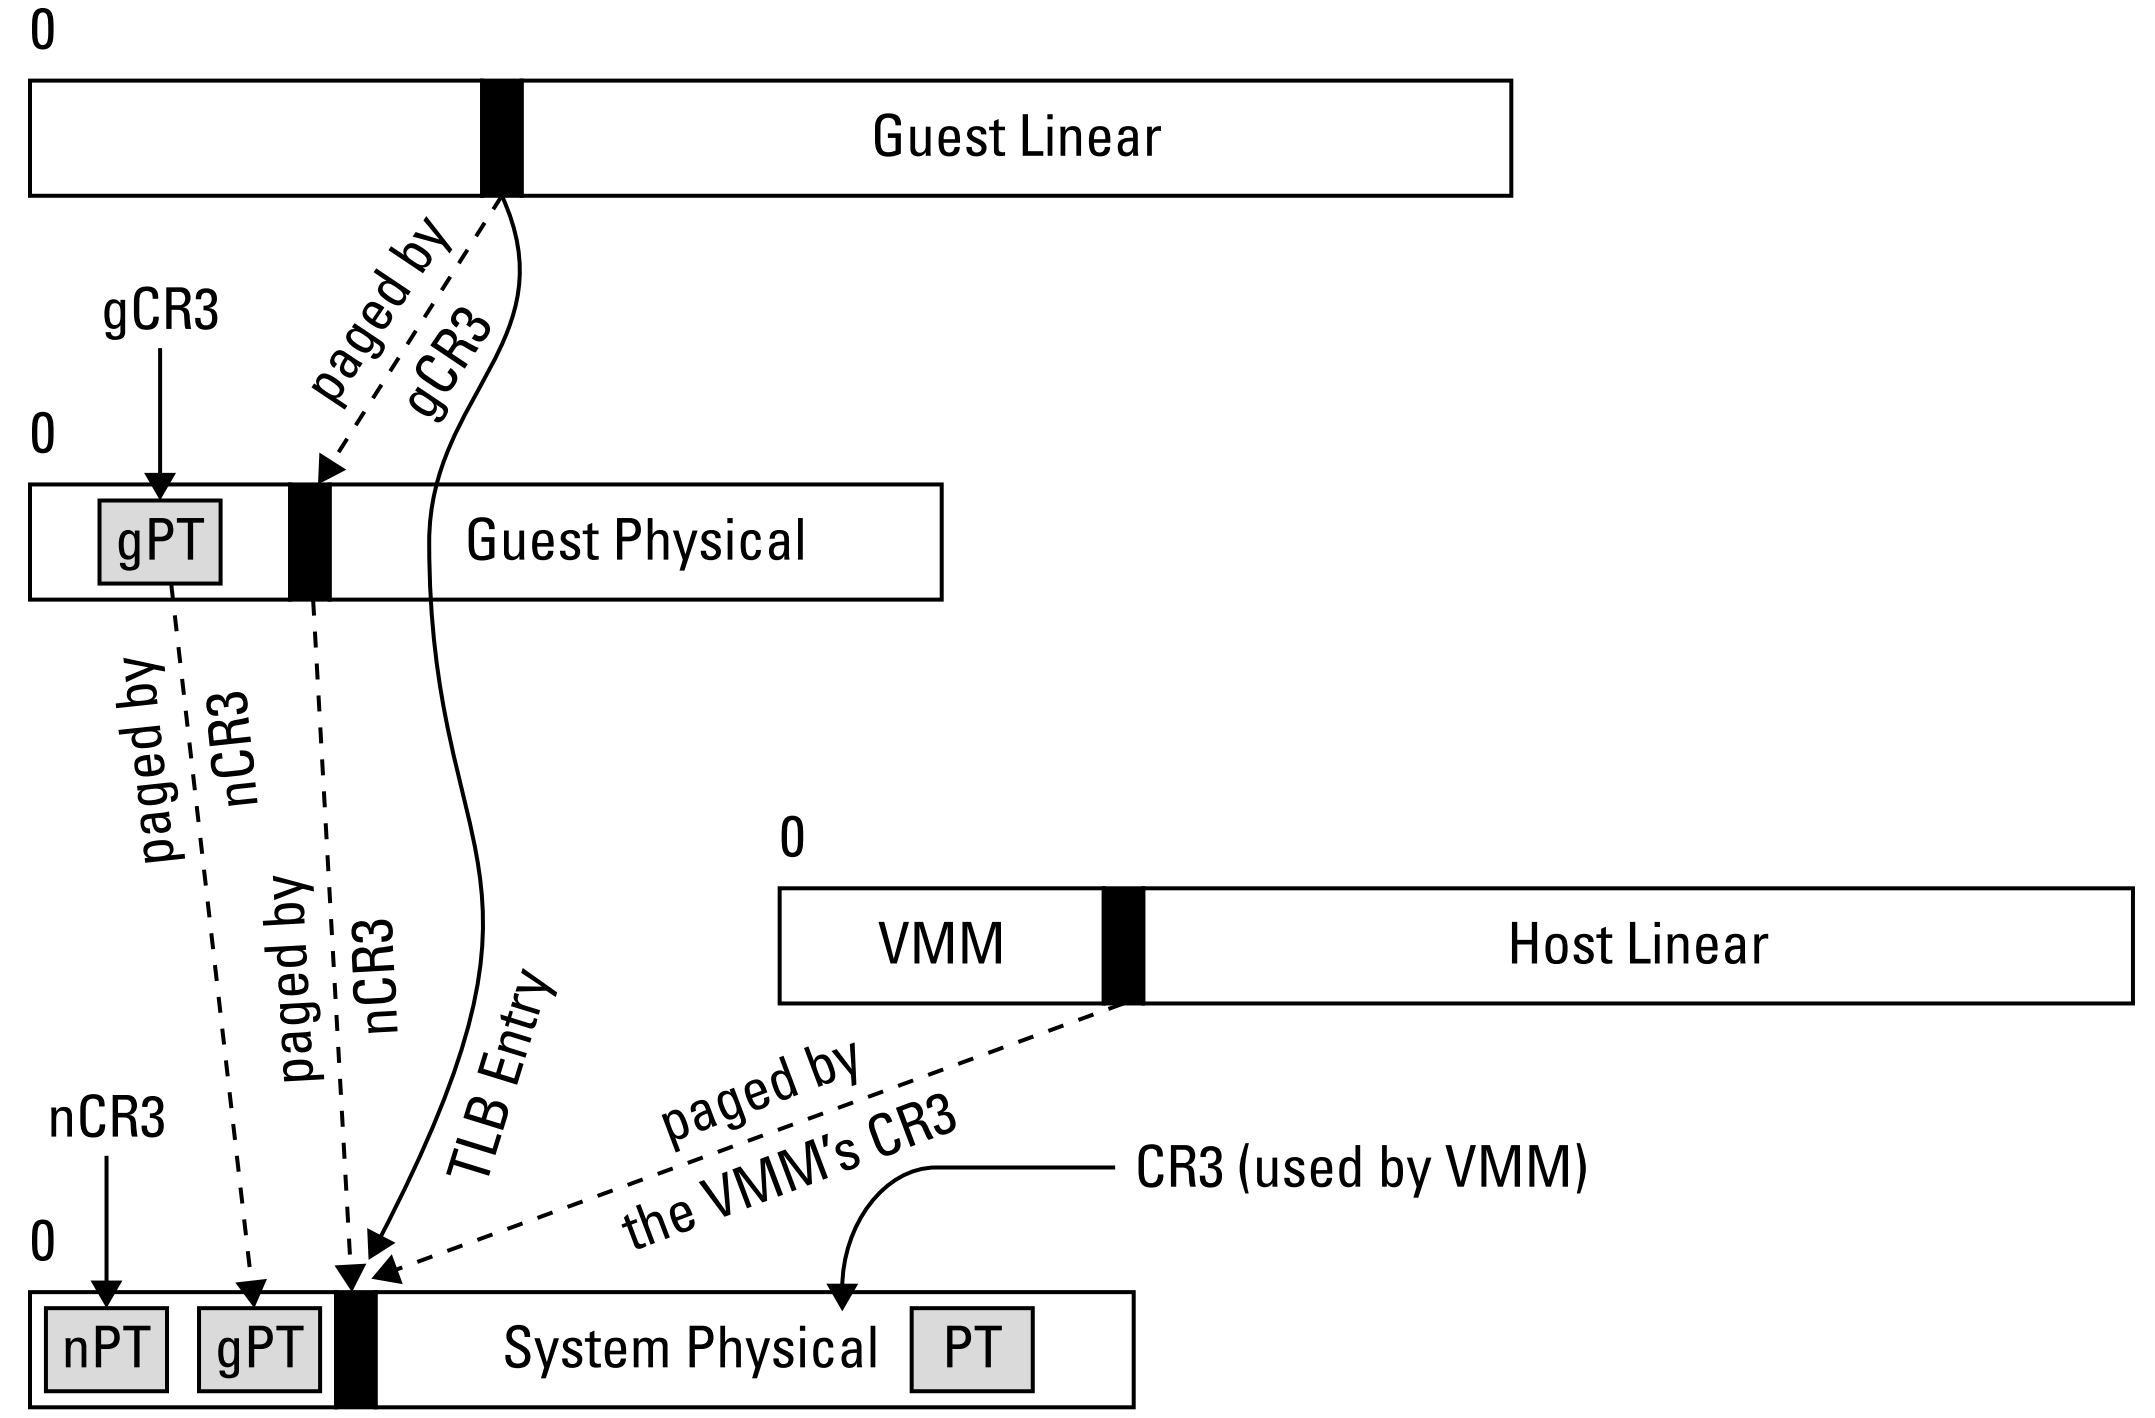 0
Guest Linear
paged by
gCR3
gCR3
0
gPT
Guest Physical
paged by
nCR3
paged by
nCR3
TLB Entry
0
VMM
Host Linear
paged by
the VMM's CR3
nCR3
CR3 (used by VMM)
0
nPT
gPT
System Physical
PT